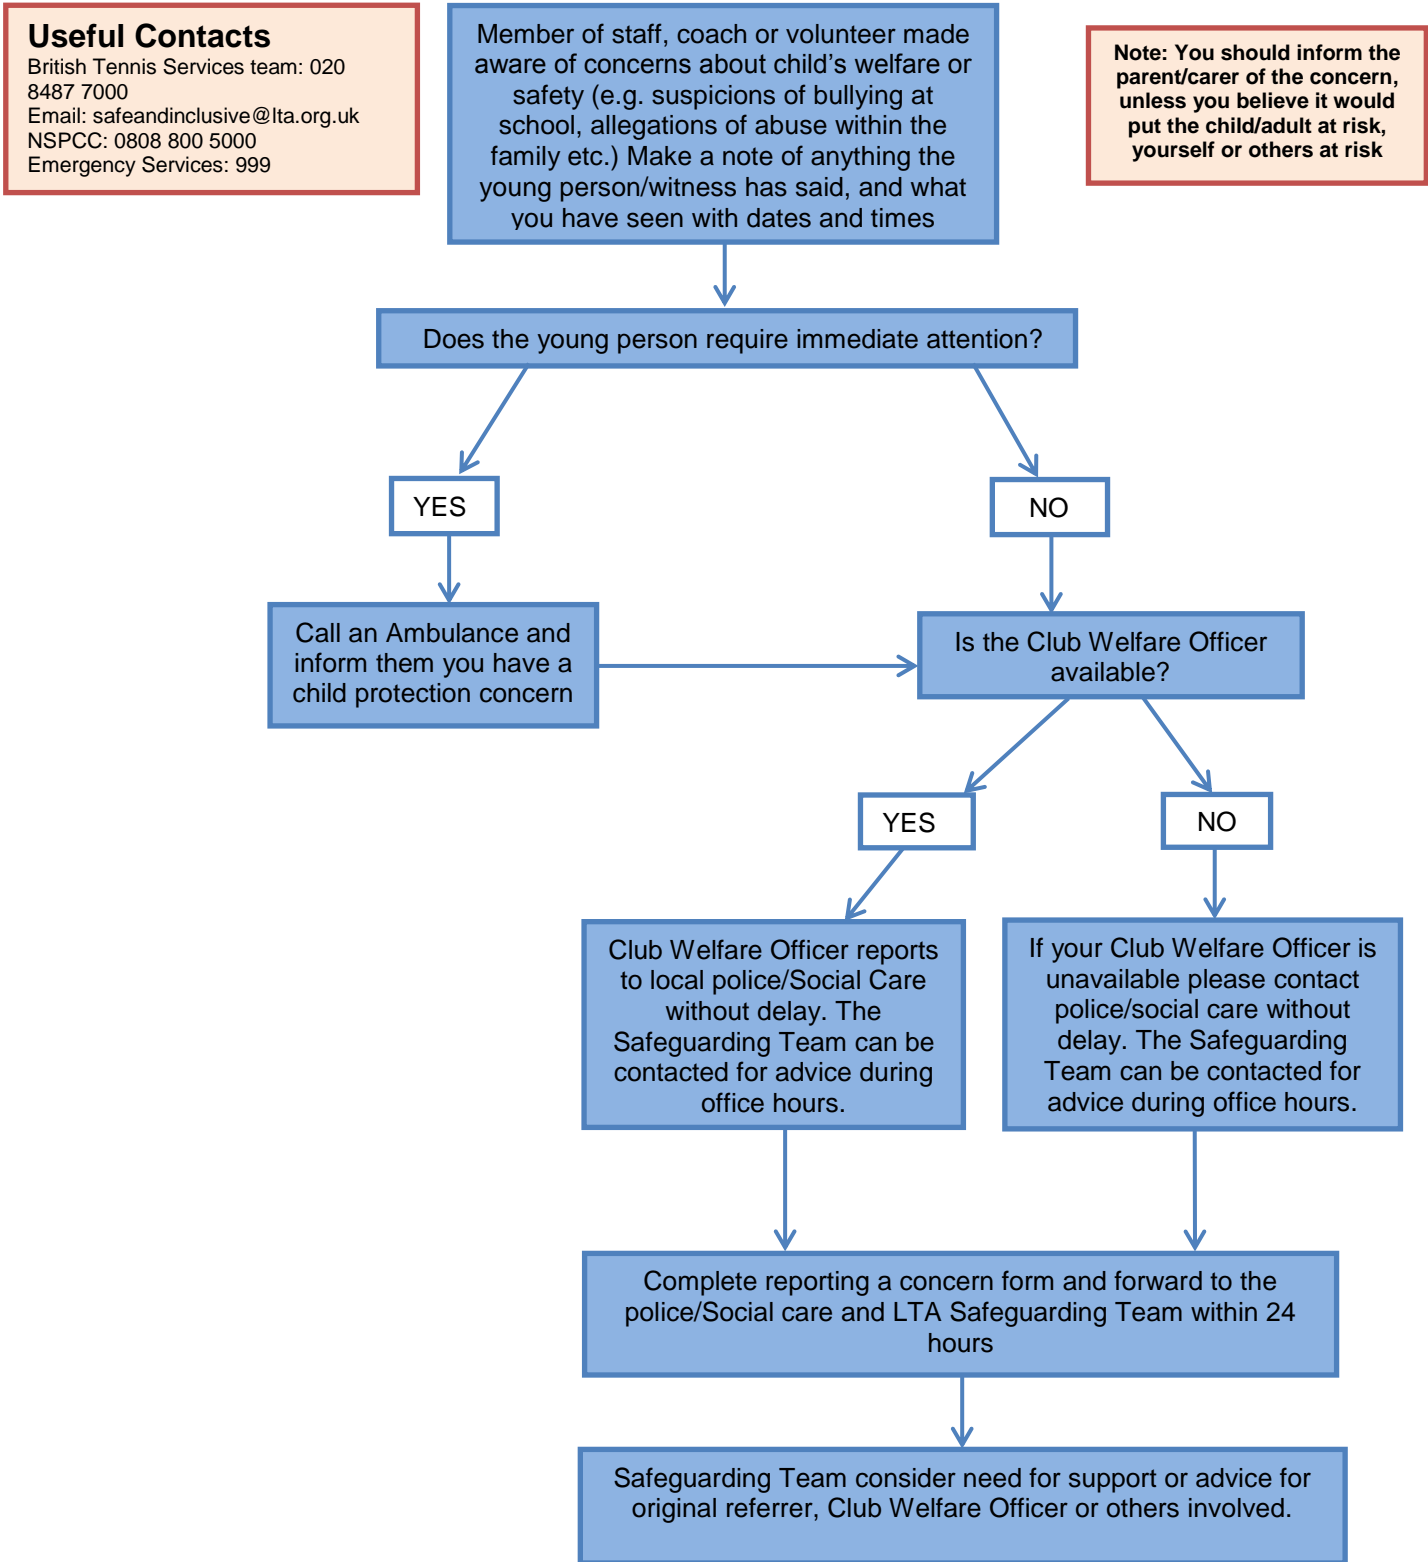 Useful Contacts
British Tennis Services team: 020
8487 7000
Email: safeandinclusive@lta.org.uk
NSPCC: 0808 800 5000
Emergency Services: 999
Member of staff, coach or volunteer made
aware of concerns about child’s welfare or
safety (e.g. suspicions of bullying at
school, allegations of abuse within the
family etc.) Make a note of anything the
young person/witness has said, and what
you have seen with dates and times
Note: You should inform the
parent/carer of the concern,
unless you believe it would
put the child/adult at risk,
yourself or others at risk
Does the young person require immediate attention?
YES
NO
Call an Ambulance and
inform them you have a
child protection concern
Is the Club Welfare Officer
available?
YES
NO
Club Welfare Officer reports
to local police/Social Care
without delay. The
Safeguarding Team can be
contacted for advice during
office hours.
If your Club Welfare Officer is
unavailable please contact
police/social care without
delay. The Safeguarding
Team can be contacted for
advice during office hours.
Complete reporting a concern form and forward to the
police/Social care and LTA Safeguarding Team within 24
hours
Safeguarding Team consider need for support or advice for
original referrer, Club Welfare Officer or others involved.